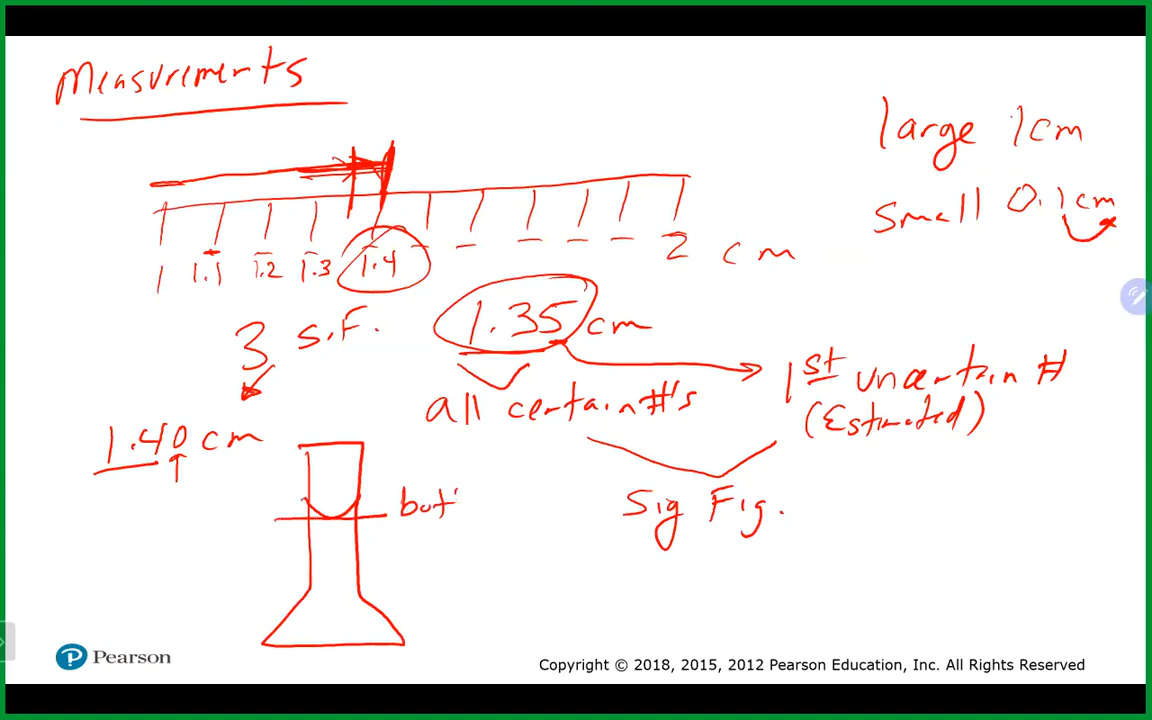 Measurements
large 1cm
small 0.1cm
1 1.1 1.2 1.3 1.4 2 cm
3 S.F. 1.35 cm
1st uncertain #
(Estimated)
all certain #'s
1.40 cm
bot
Sig Fig.
Pearson
Copyright © 2018, 2015, 2012 Pearson Education, Inc. All Rights Reserved